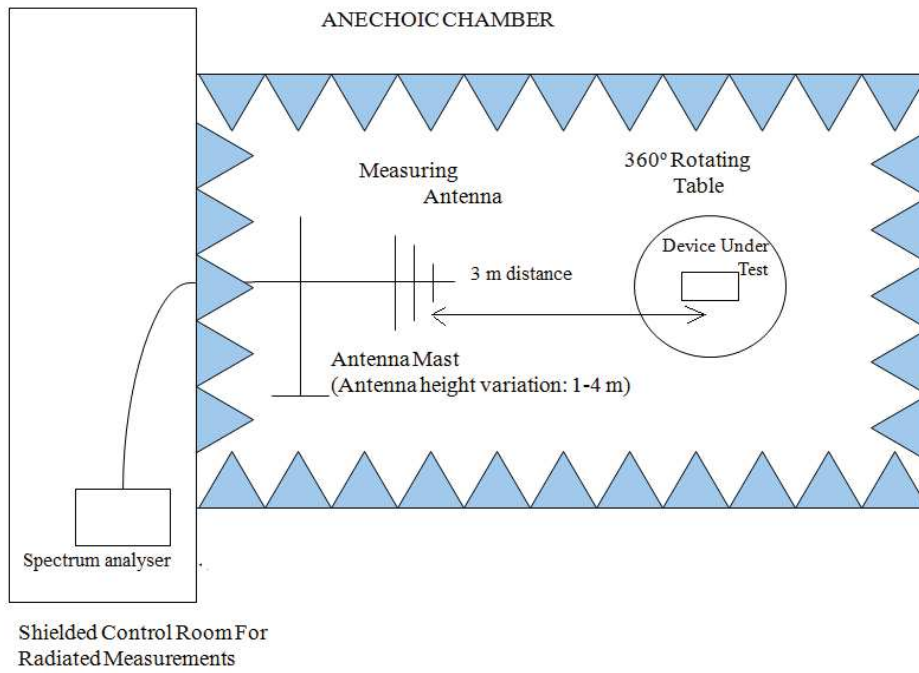 ANECHOIC CHAMBER
Measuring
Antenna
360º Rotating
Table
Device Under
Test
3 m distance
Antenna Mast
(Antenna height variation: 1-4 m)
Spectrum analyser
Shielded Control Room For
Radiated Measurements